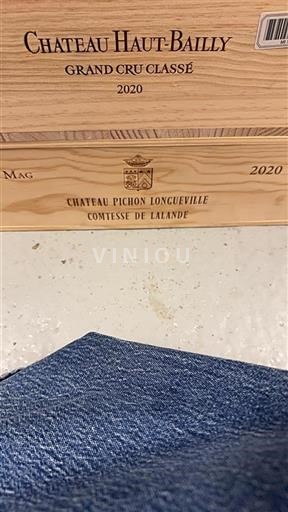 CHATEAU HAUT-BAILLY
GRAND CRU CLASSÉ
2020
MAG
2020
CHATEAU PICHON LONGUEVILLE
COMTESSE DE LALANDE
VINIOU